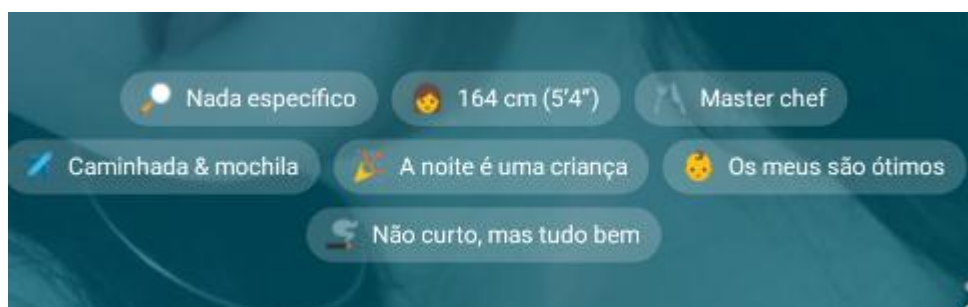 Nada específico 164 cm (5’4”) Master chef
Caminhada & mochila A noite é uma criança Os meus são ótimos
Não curto, mas tudo bem